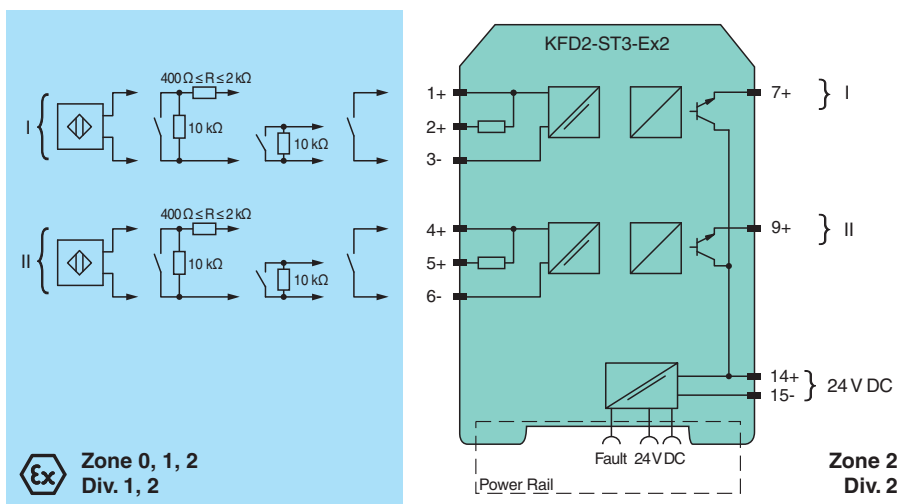 KFD2-ST3-Ex2
400 Ω ≤ R ≤ 2 kΩ
I
10 kΩ
10 kΩ
1+
2+
3-
7+
I
400 Ω ≤ R ≤ 2 kΩ
II
10 kΩ
10 kΩ
4+
5+
6-
9+
II
14+
15-
24 V DC
Fault 24 V DC
Power Rail
Ex
Zone 0, 1, 2
Div. 1, 2
Zone 2
Div. 2